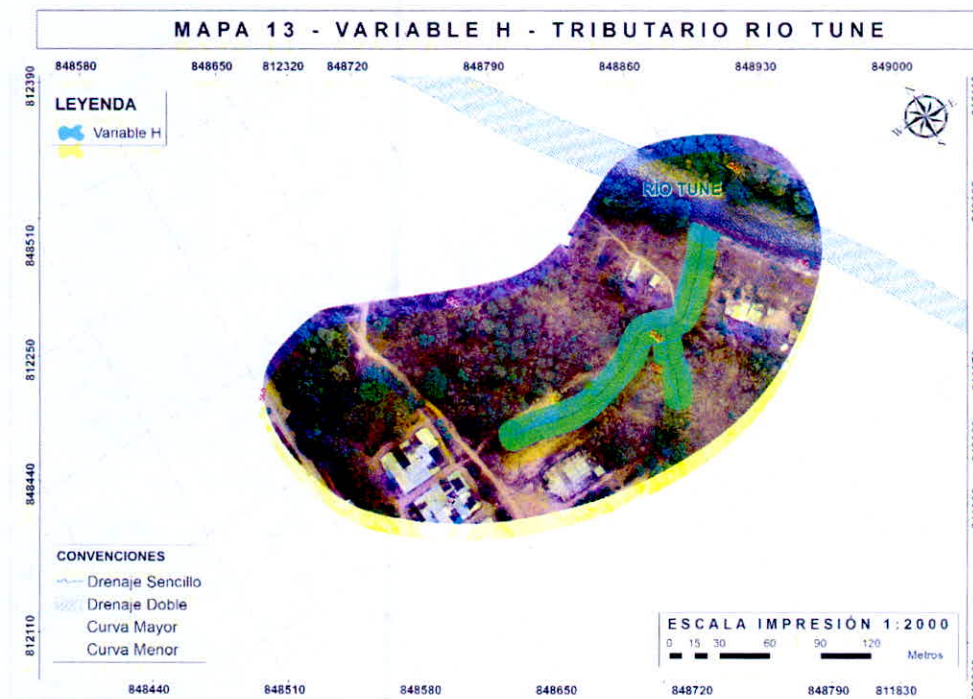 MAPA 13 - VARIABLE H - TRIBUTARIO RIO TUNE
848580 848650 812320 848720 848790 848860 848930 849000
812390
LEYENDA
Variable H
RIO TUNE
848510
812250
848440
CONVENCIONES
Drenaje Sencillo
Drenaje Doble
Curva Mayor
Curva Menor
812110
ESCALA IMPRESIÓN 1:2000
0 15 30 60 90 120
Metros
848440 848510 848580 848650 848720 848790 811830